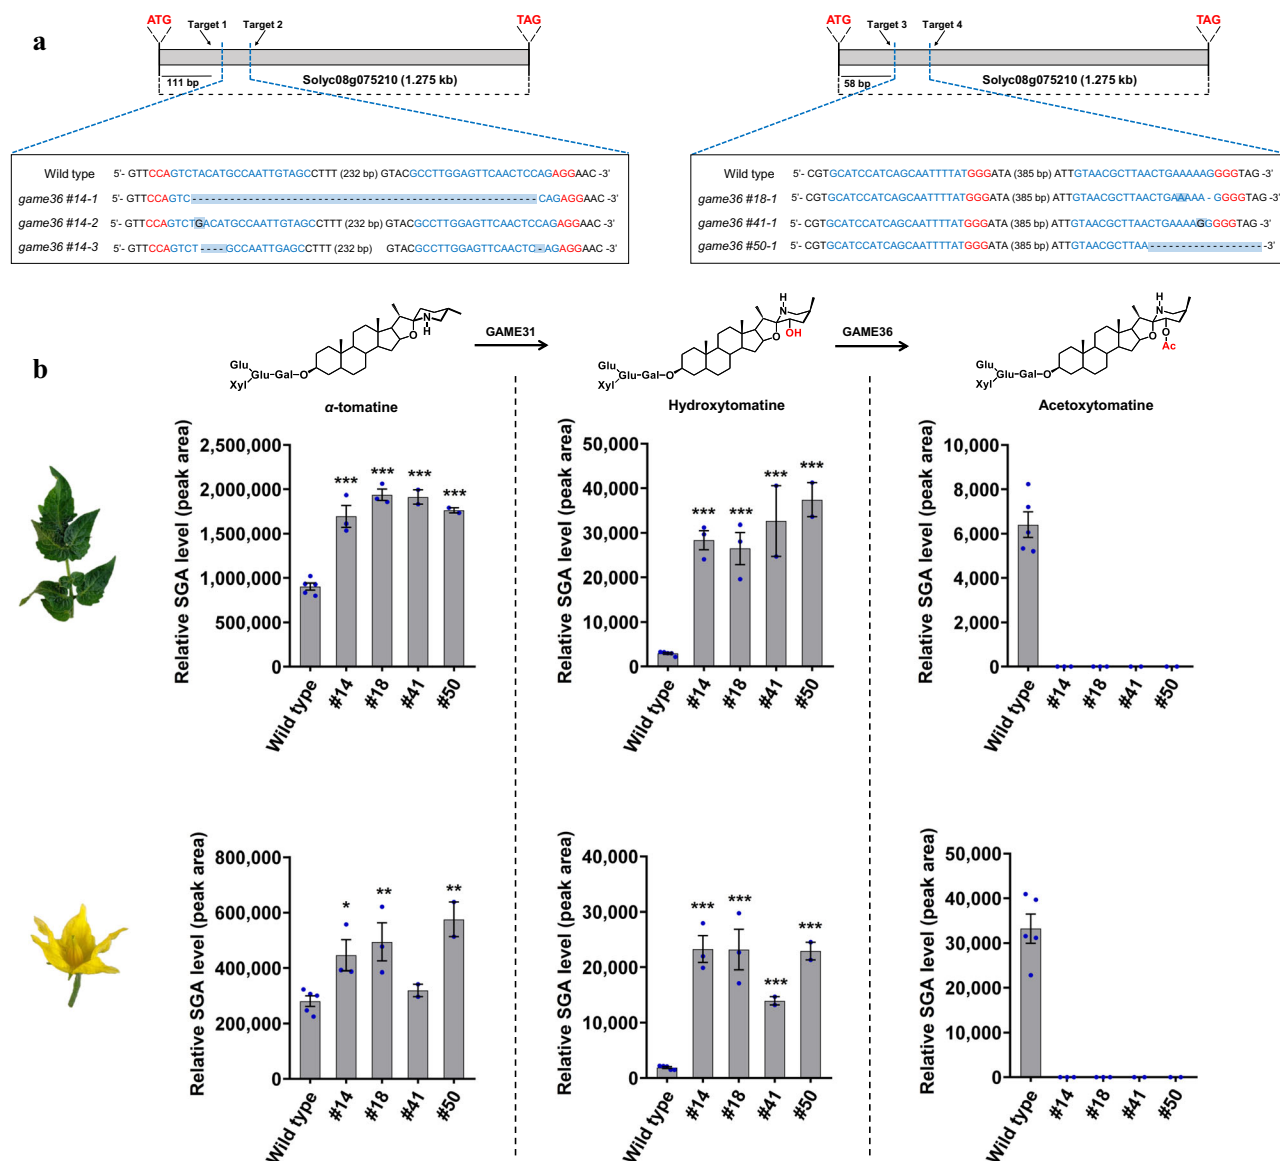 a
ATG Target 1 Target 2 TAG
111 bp Solyc08g075210 (1.275 kb)
Wild type 5'- GTTCCAGTCTACATGCCAATTGTAGCCTTT (232 bp) GTACGCCTTGGAGTTCAACTCCAGAGGAAC -3'
game36 #14-1 5'- GTTCCAGTC------------------------------------------------CAGAGGAAC -3'
game36 #14-2 5'- GTTCCAGTCTGACATGCCAATTGTAGCCTTT (232 bp) GTACGCCTTGGAGTTCAACTCCAGAGGAAC -3'
game36 #14-3 5'- GTTCCAGTCT----GCCAATTGAGCCTTT (232 bp) GTACGCCTTGGAGTTCAACTC-AGAGGAAC -3'
ATG Target 3 Target 4 TAG
58 bp Solyc08g075210 (1.275 kb)
Wild type 5'- CGTGCATCCATCAGCAATTTTATGGGATA (385 bp) ATTGTAACGCTTAACTGAAAAAGGGGTAG -3'
game36 #18-1 5'- CGTGCATCCATCAGCAATTTTATGGGATA (385 bp) ATTGTAACGCTTAACTGAAAAA - GGGGTAG -3'
game36 #41-1 5'- CGTGCATCCATCAGCAATTTTATGGGATA (385 bp) ATTGTAACGCTTAACTGAAAAGGGGGTAG -3'
game36 #50-1 5'- CGTGCATCCATCAGCAATTTTATGGGATA (385 bp) ATTGTAACGCTTAA----------------- -3'
b
Glu
Xyl
Glu-Gal-O
O
N
H
α-tomatine
GAME31
Glu
Xyl
Glu-Gal-O
O
H
N
OH
Hydroxytomatine
GAME36
Glu
Xyl
Glu-Gal-O
O
H
N
O
Ac
Acetoxytomatine
Relative SGA level (peak area)
2,500,000
2,000,000
1,500,000
1,000,000
500,000
0
*** *** *** ***
Wild type #14 #18 #41 #50
Relative SGA level (peak area)
50,000
40,000
30,000
20,000
10,000
0
*** *** *** ***
Wild type #14 #18 #41 #50
Relative SGA level (peak area)
10,000
8,000
6,000
4,000
2,000
0
Wild type #14 #18 #41 #50
Relative SGA level (peak area)
800,000
600,000
400,000
200,000
0
* ** **
Wild type #14 #18 #41 #50
Relative SGA level (peak area)
40,000
30,000
20,000
10,000
0
*** *** *** ***
Wild type #14 #18 #41 #50
Relative SGA level (peak area)
50,000
40,000
30,000
20,000
10,000
0
Wild type #14 #18 #41 #50